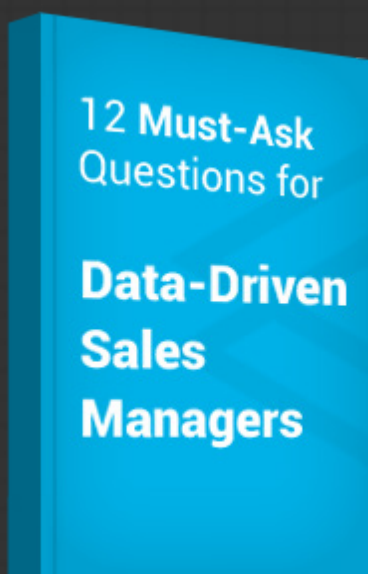 12 Must-Ask
Questions for
Data-Driven
Sales
Managers